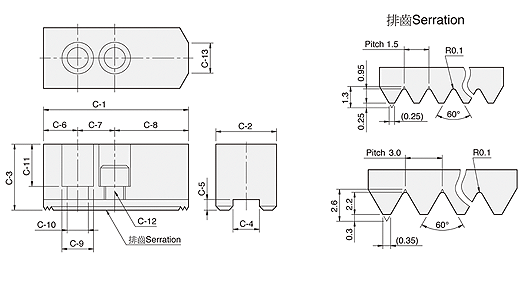 排齒Serration
C-13
C-1
C-6
C-7
C-8
C-2
C-11
C-3
C-5
C-12
C-10
C-4
C-9
排齒Serration
Pitch 1.5
R0.1
0.95
1.3
0.25
(0.25)
60°
Pitch 3.0
R0.1
2.6
2.2
0.3
(0.35)
60°